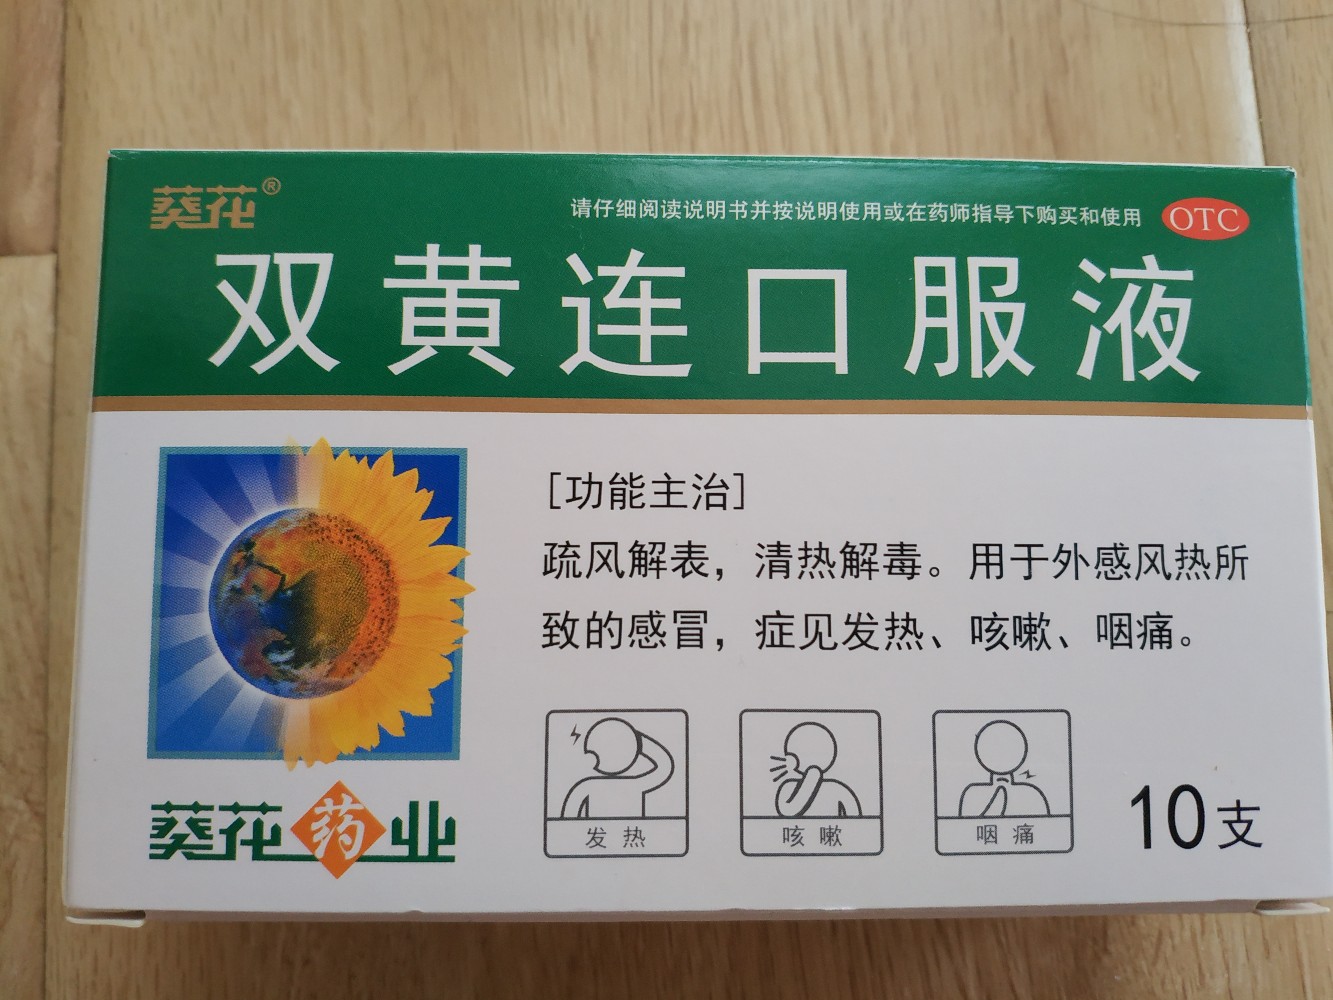 葵花®
请仔细阅读说明书并按说明使用或在药师指导下购买和使用
OTC
双黄连口服液
[功能主治]
疏风解表，清热解毒。用于外感风热所
致的感冒，症见发热、咳嗽、咽痛。
发热
咳嗽
咽痛
10支
葵花药业